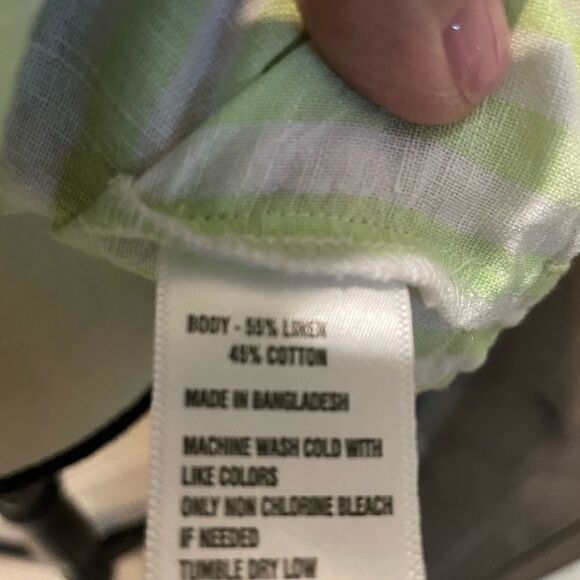 BODY - 55% LINEN
45% COTTON
MADE IN BANGLADESH
MACHINE WASH COLD WITH
LIKE COLORS
ONLY NON CHLORINE BLEACH
IF NEEDED
TUMBLE DRY LOW